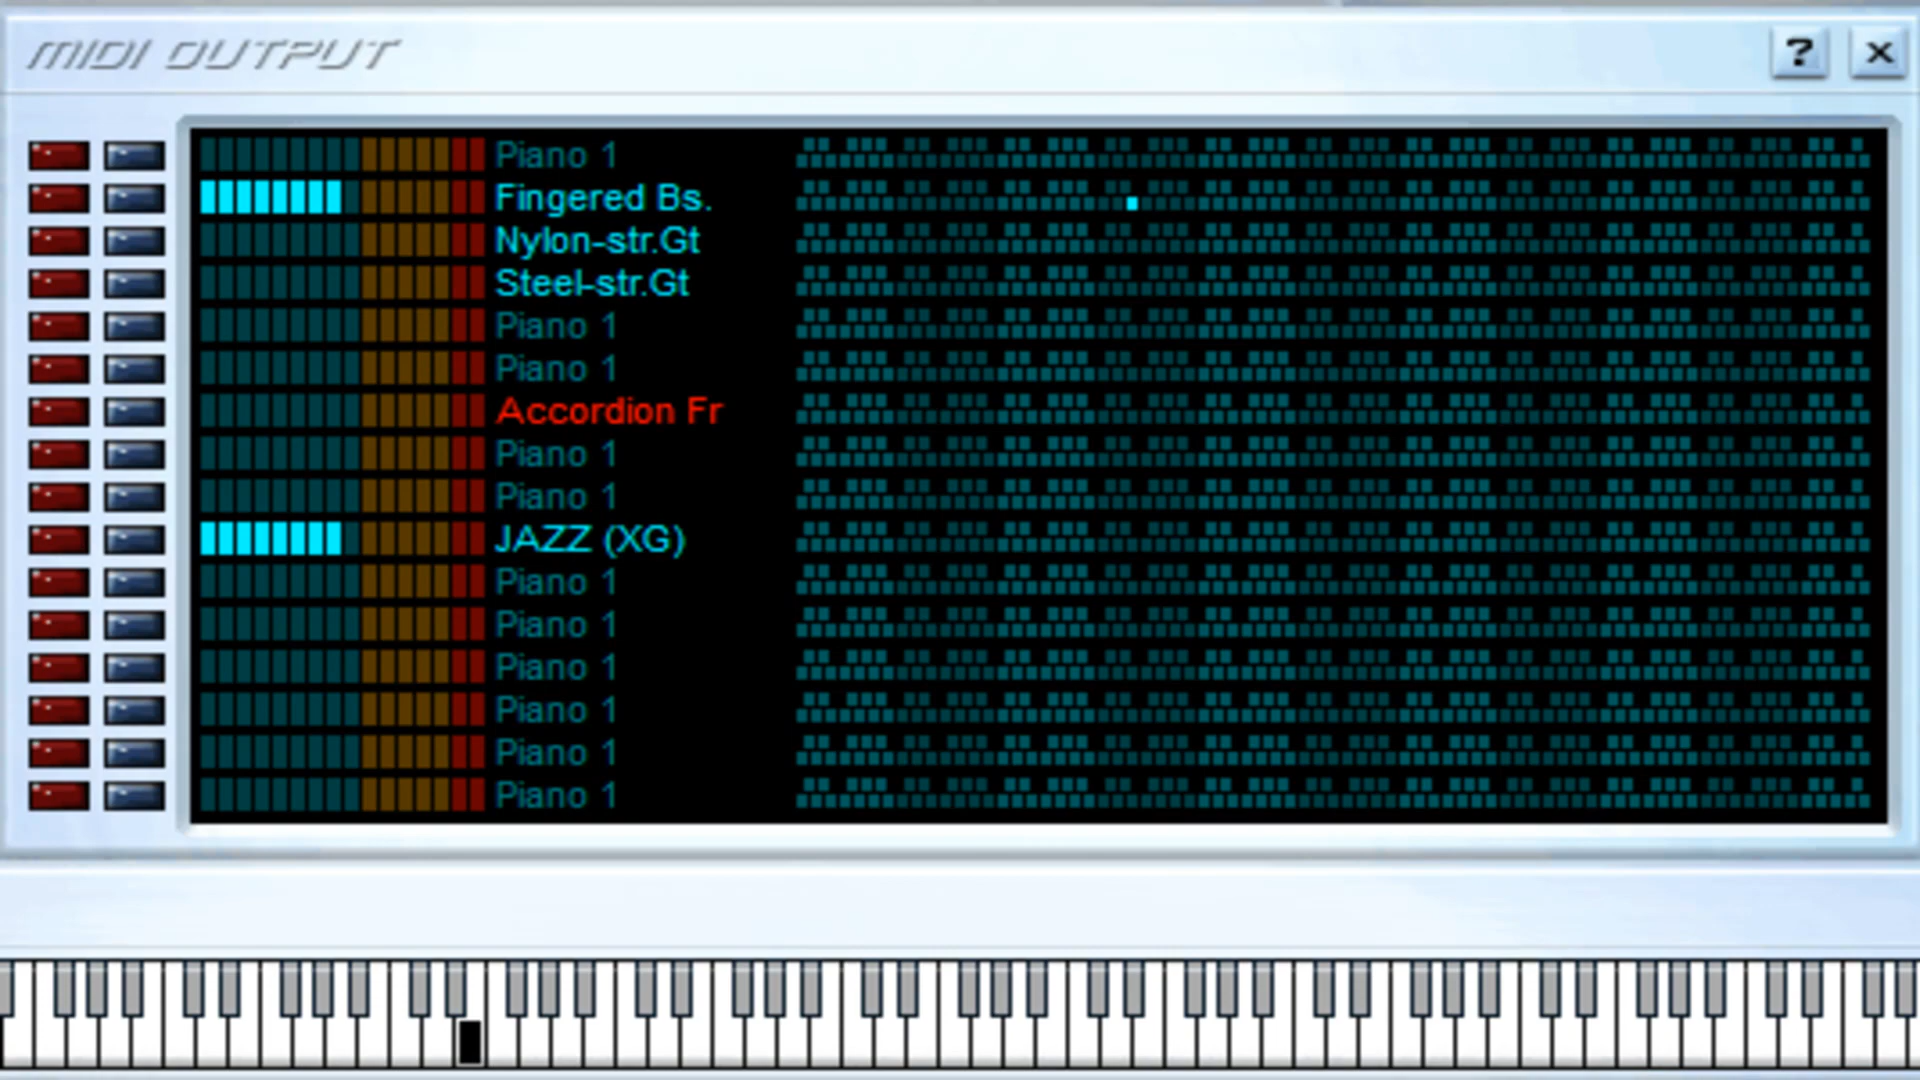 MIDI OUTPUT ? X
Piano 1
Fingered Bs.
Nylon-str.Gt
Steel-str.Gt
Piano 1
Piano 1
Accordion Fr
Piano 1
Piano 1
JAZZ (XG)
Piano 1
Piano 1
Piano 1
Piano 1
Piano 1
Piano 1